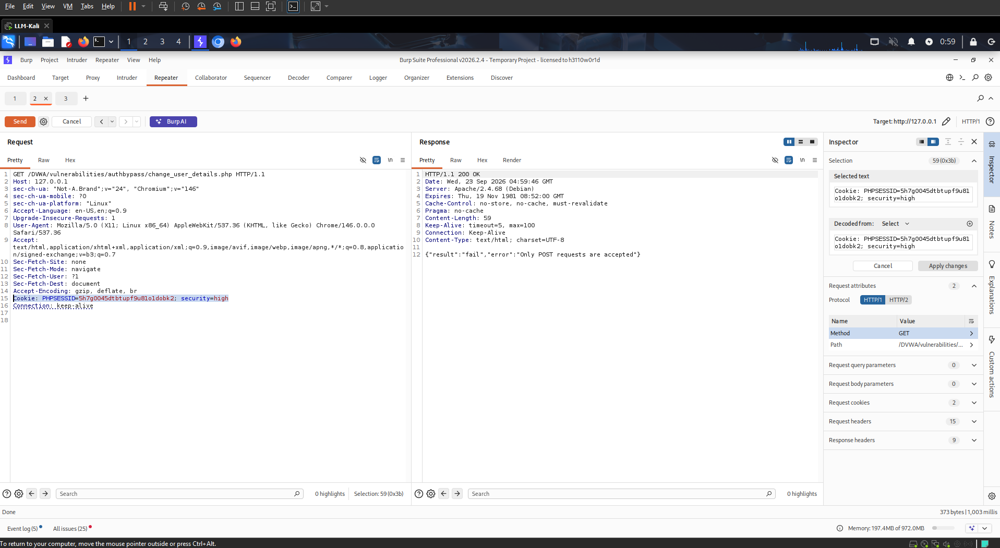 File Edit View VM Tabs Help
LLM-Kali
1 2 3 4
0:59
Burp Project Intruder Repeater View Help
Burp Suite Professional v2026.2.4 - Temporary Project - licensed to h3110w0r1d
Dashboard Target Proxy Intruder Repeater Collaborator Sequencer Decoder Comparer Logger Organizer Extensions Discover
1 2 3
Send Cancel Burp AI
Target: http://127.0.0.1 HTTP/1
Request
Pretty Raw Hex
1 GET /DVWA/vulnerabilities/authbypass/change_user_details.php HTTP/1.1
2 Host: 127.0.0.1
3 sec-ch-ua: "Not-A.Brand";v="24", "Chromium";v="146"
4 sec-ch-ua-mobile: ?0
5 sec-ch-ua-platform: "Linux"
6 Accept-Language: en-US,en;q=0.9
7 Upgrade-Insecure-Requests: 1
8 User-Agent: Mozilla/5.0 (X11; Linux x86_64) AppleWebKit/537.36 (KHTML, like Gecko) Chrome/146.0.0.0
Safari/537.36
9 Accept:
text/html,application/xhtml+xml,application/xml;q=0.9,image/avif,image/webp,image/apng,*/*;q=0.8,applicatio
n/signed-exchange;v=b3;q=0.7
10 Sec-Fetch-Site: none
11 Sec-Fetch-Mode: navigate
12 Sec-Fetch-User: ?1
13 Sec-Fetch-Dest: document
14 Accept-Encoding: gzip, deflate, br
15 Cookie: PHPSESSID=5h7g0045dtbtupf9u81o1dobk2; security=high
16 Connection: keep-alive
17
18
Search
0 highlights
Selection: 59 (0x3b)
Response
Pretty Raw Hex Render
1 HTTP/1.1 200 OK
2 Date: Wed, 23 Sep 2026 04:59:46 GMT
3 Server: Apache/2.4.68 (Debian)
4 Expires: Thu, 19 Nov 1981 08:52:00 GMT
5 Cache-Control: no-store, no-cache, must-revalidate
6 Pragma: no-cache
7 Content-Length: 59
8 Keep-Alive: timeout=5, max=100
9 Connection: Keep-Alive
10 Content-Type: text/html; charset=UTF-8
11
12 {"result":"fail","error":"Only POST requests are accepted"}
Search
0 highlights
Inspector
Selection 59 (0x3b)
Selected text
Cookie: PHPSESSID=5h7g0045dtbtupf9u81
o1dobk2; security=high
Decoded from: Select
Cookie: PHPSESSID=5h7g0045dtbtupf9u81
o1dobk2; security=high
Cancel Apply changes
Request attributes 2
Protocol HTTP/1 HTTP/2
Name Value
Method GET
Path /DVWA/vulnerabilities/...
Request query parameters 0
Request body parameters 0
Request cookies 2
Request headers 15
Response headers 9
Inspector
Notes
Explanations
Custom actions
Done
373 bytes | 1,003 millis
Event log (5) All issues (25)
Memory: 197.4MB of 972.0MB
To return to your computer, move the mouse pointer outside or press Ctrl+Alt.